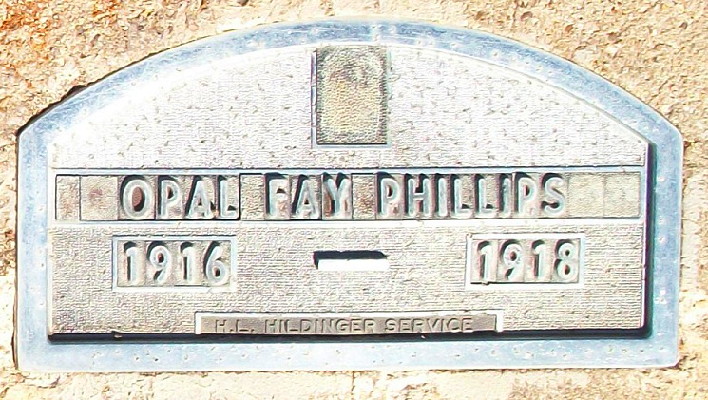 OPAL FAY PHILLIPS
1916 — 1918
H.L. HILDINGER SERVICE